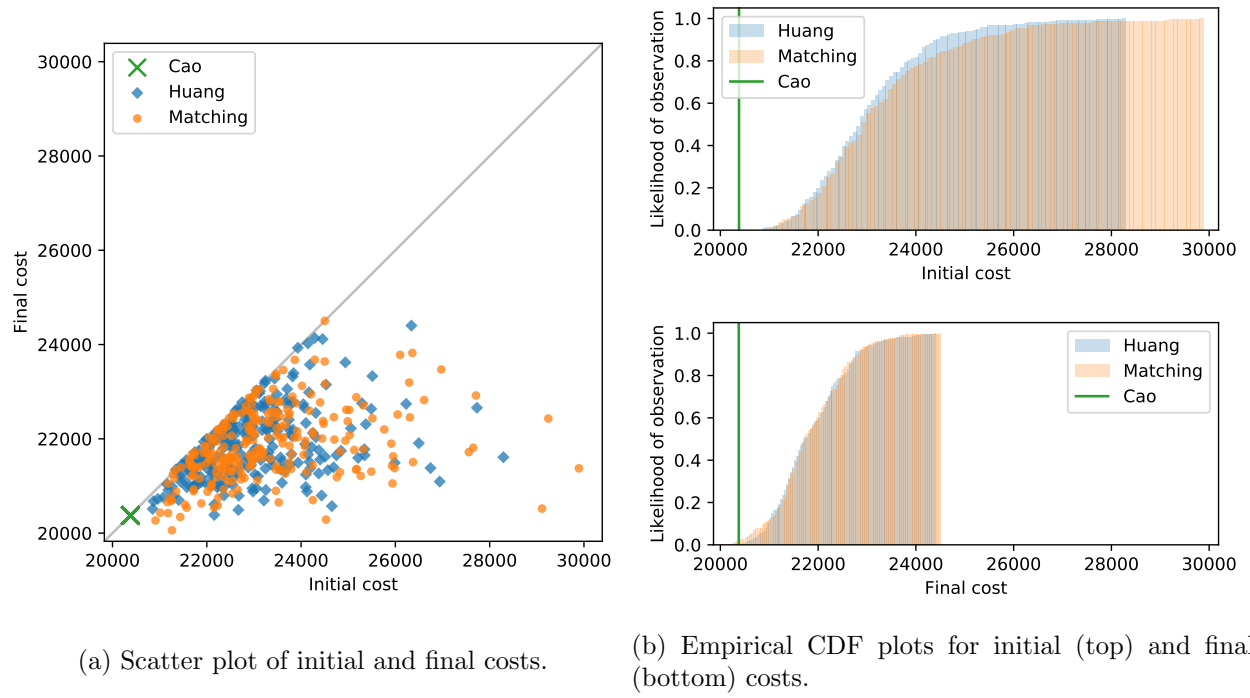 Cao
Huang
Matching
30000
28000
26000
24000
22000
20000
Final cost
20000 22000 24000 26000 28000 30000
Initial cost
(a) Scatter plot of initial and final costs.
Huang
Matching
Cao
1.0
0.8
0.6
0.4
0.2
0.0
Likelihood of observation
20000 22000 24000 26000 28000 30000
Initial cost
Huang
Matching
Cao
1.0
0.8
0.6
0.4
0.2
0.0
Likelihood of observation
20000 22000 24000 26000 28000 30000
Final cost
(b) Empirical CDF plots for initial (top) and final
(bottom) costs.